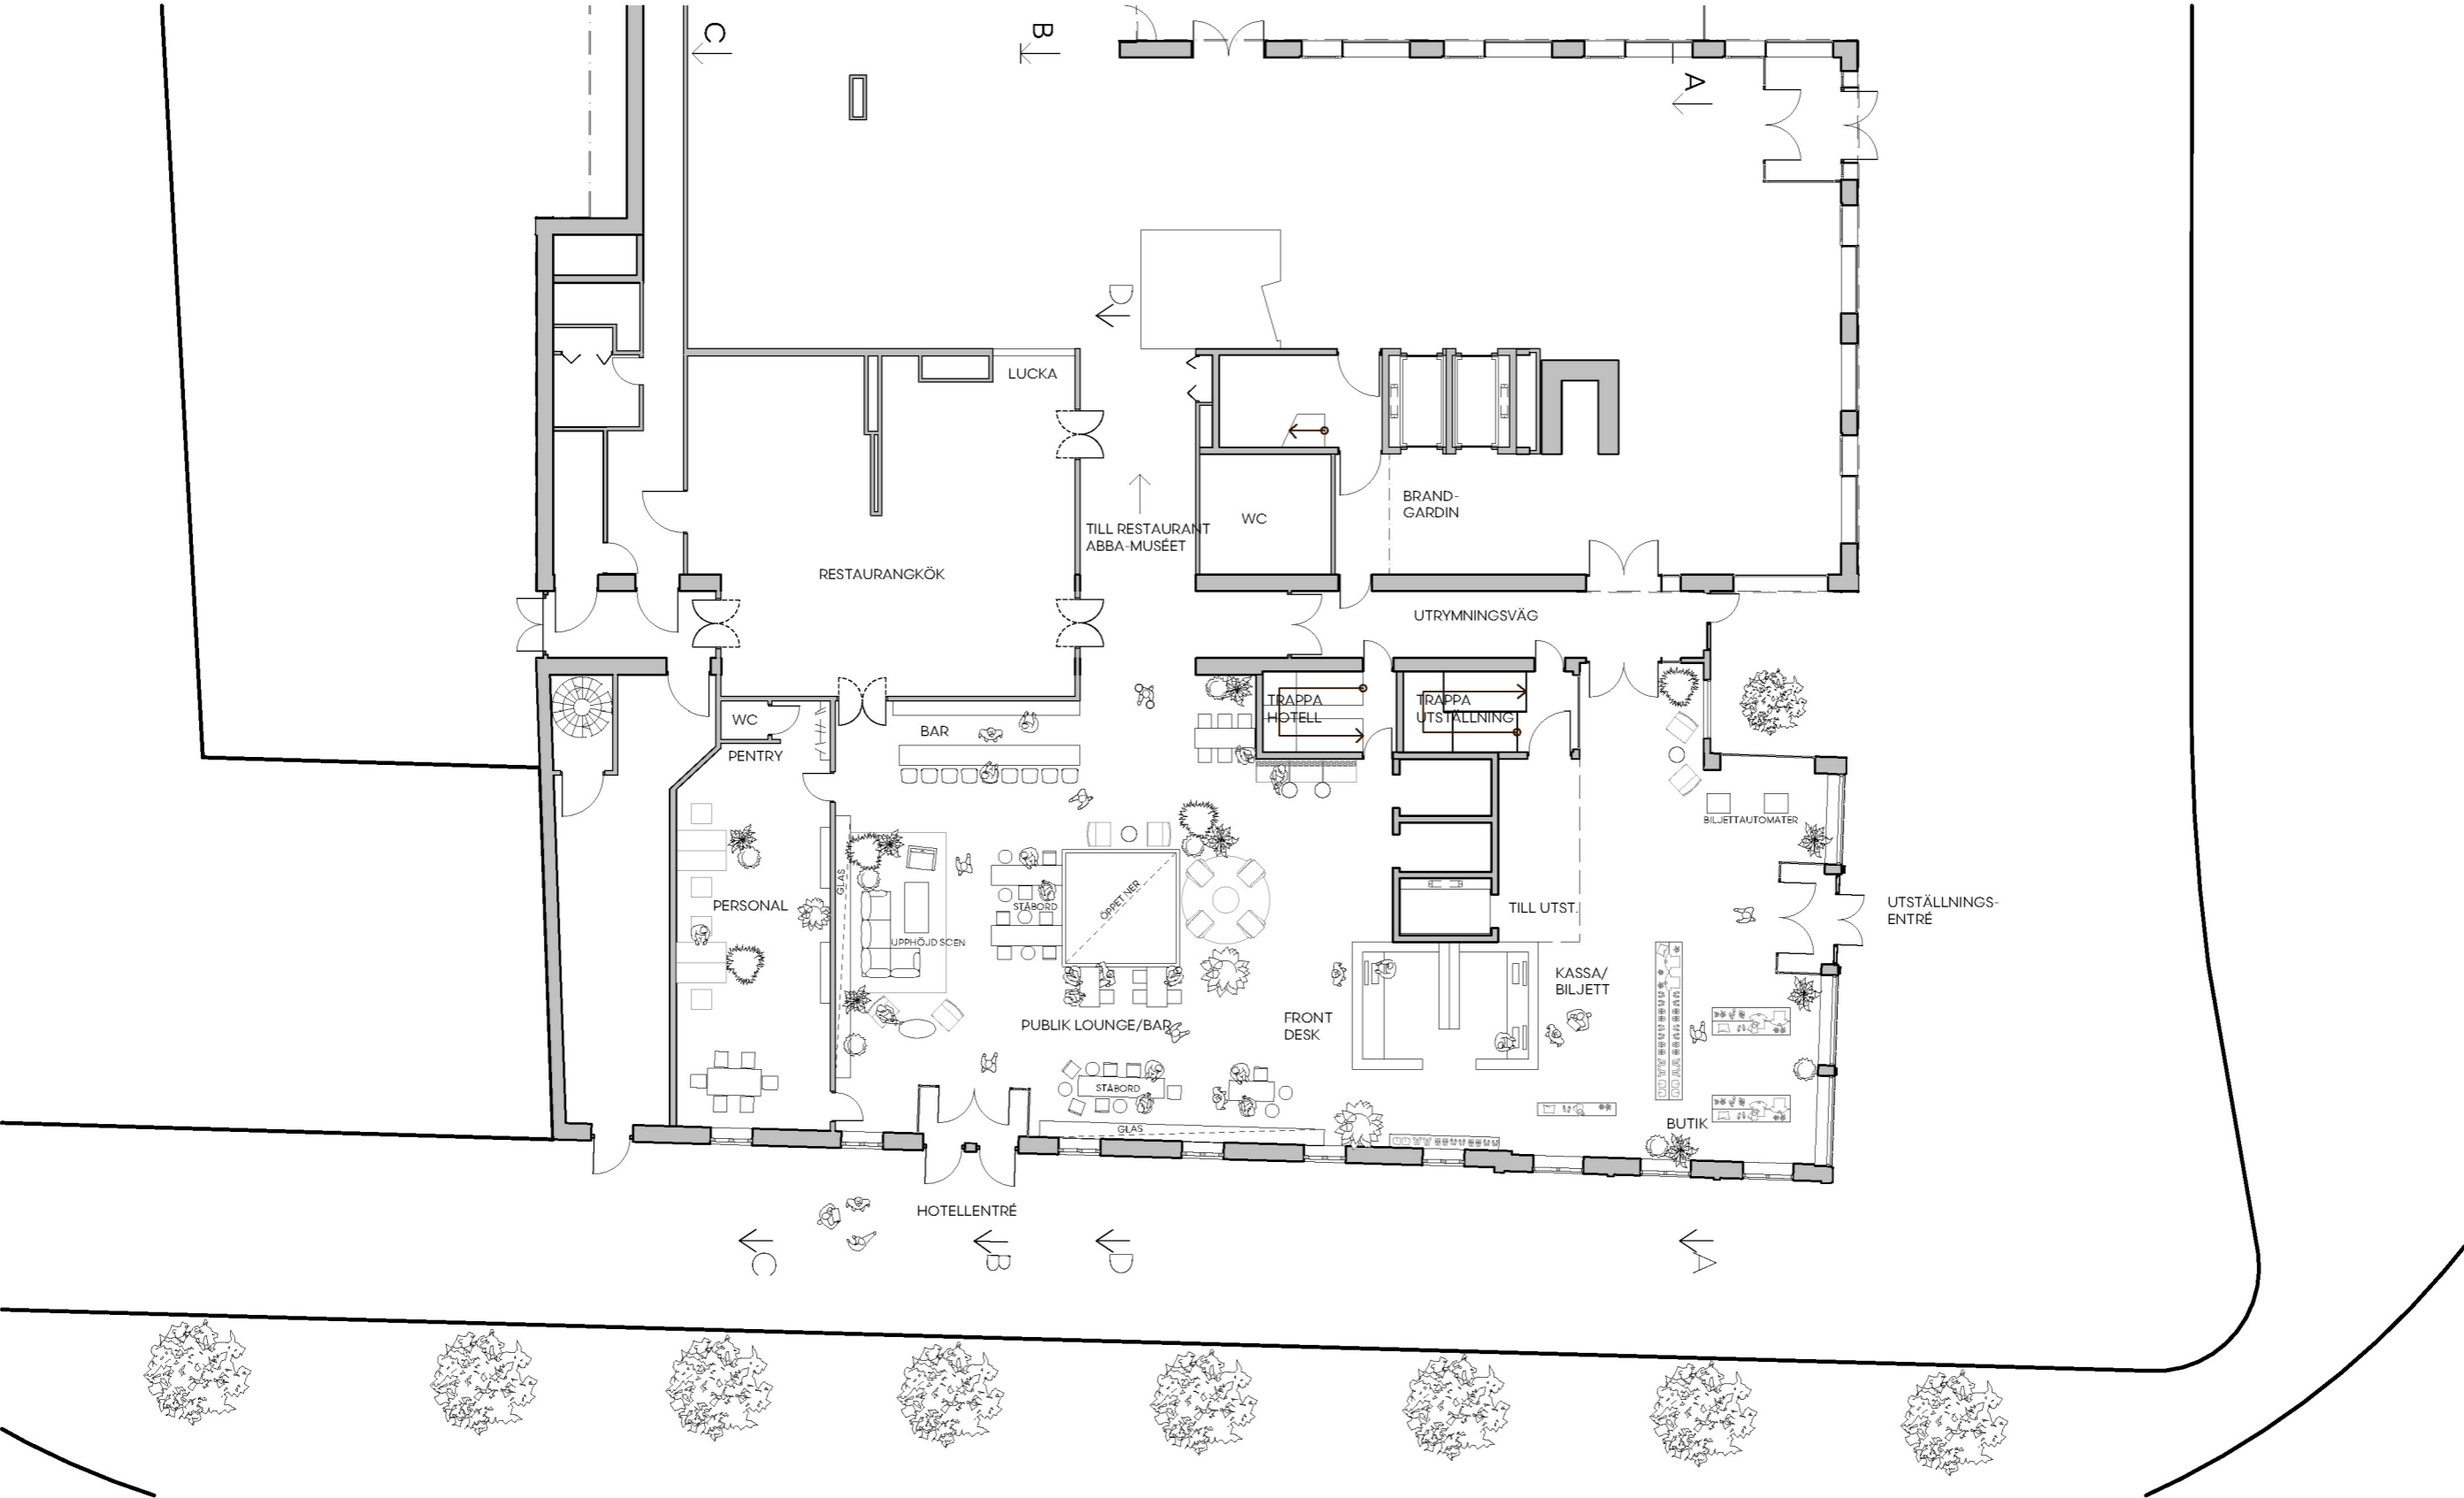 C
B
A
D
LUCKA
BRAND-
GARDIN
WC
TILL RESTAURANT
ABBA-MUSÉET
RESTAURANGKÖK
UTRYMNINGSVÄG
TRAPPA
HOTELL
TRAPPA
UTSTÄLLNING
WC
BAR
PENTRY
BILJETTAUTOMATER
GLAS
ÖPPET NER
PERSONAL
STÅBORD
TILL UTST.
UTSTÄLLNINGS-
ENTRÉ
UPPHÖJD SCEN
KASSA/
BILJETT
PUBLIK LOUNGE/BAR
FRONT
DESK
STÅBORD
GLAS
BUTIK
HOTELLENTRÉ
C
B
D
A